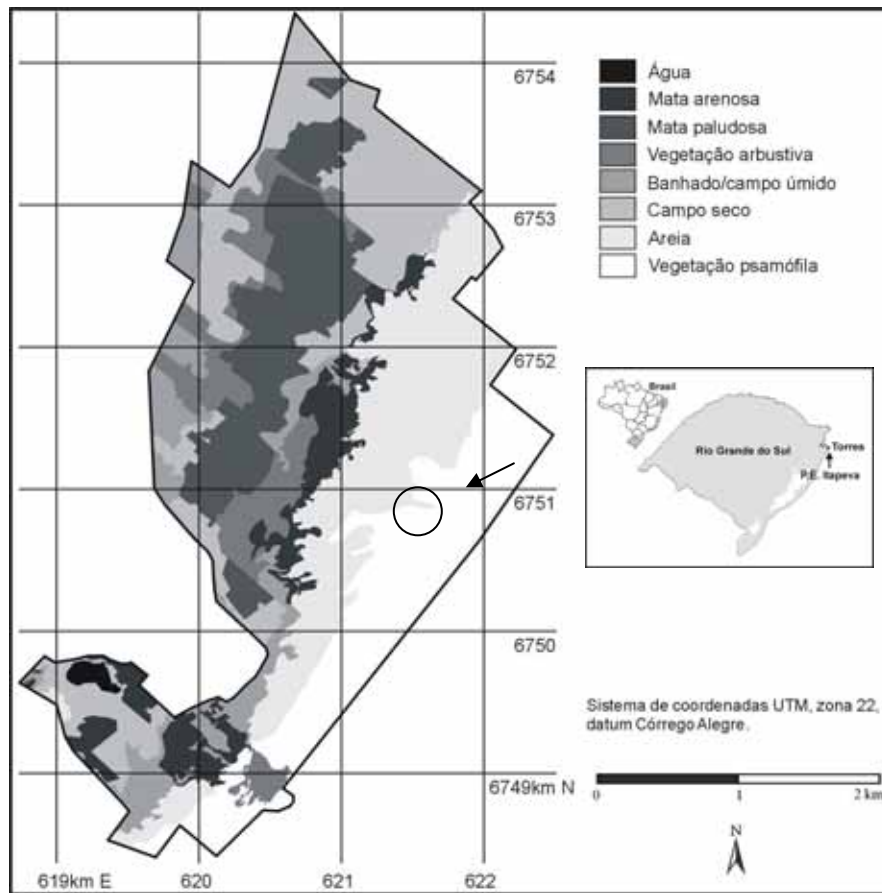 6754
6753
6752
6751
6750
6749km N
619km E
620
621
622
Água
Mata arenosa
Mata paludosa
Vegetação arbustiva
Banhado/campo úmido
Campo seco
Areia
Vegetação psamófila
Brasil
Rio Grande do Sul
Torres
P.E. Itapeva
Sistema de coordenadas UTM, zona 22,
datum Córrego Alegre.
0 1 2 km
N